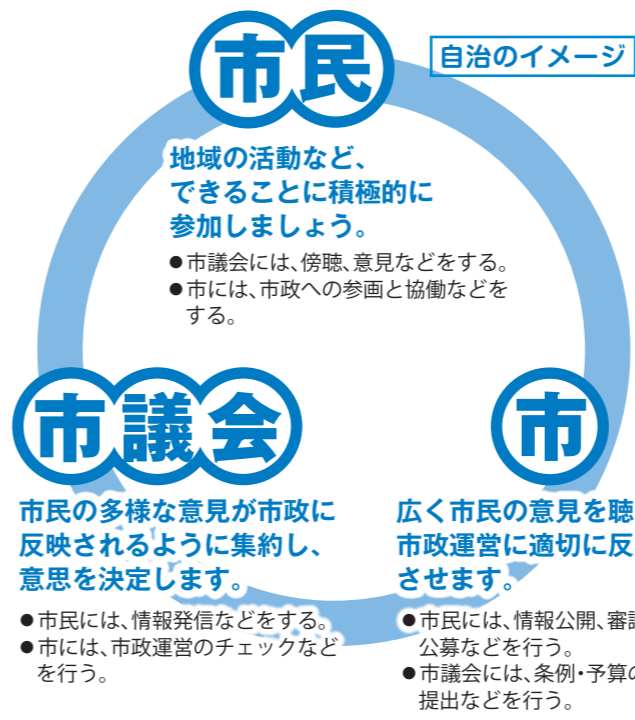 市民
自治のイメージ
地域の活動など、
できることに積極的に
参加しましょう。
●市議会には、傍聴、意見などをする。
●市には、市政への参画と協働などを
する。
市議会
市民の多様な意見が市政に
反映されるように集約し、
意思を決定します。
●市民には、情報発信などをする。
●市には、市政運営のチェックなど
を行う。
市
広く市民の意見を聴
市政運営に適切に反
させます。
●市民には、情報公開、審議
公募などを行う。
●市議会には、条例・予算の
提出などを行う。